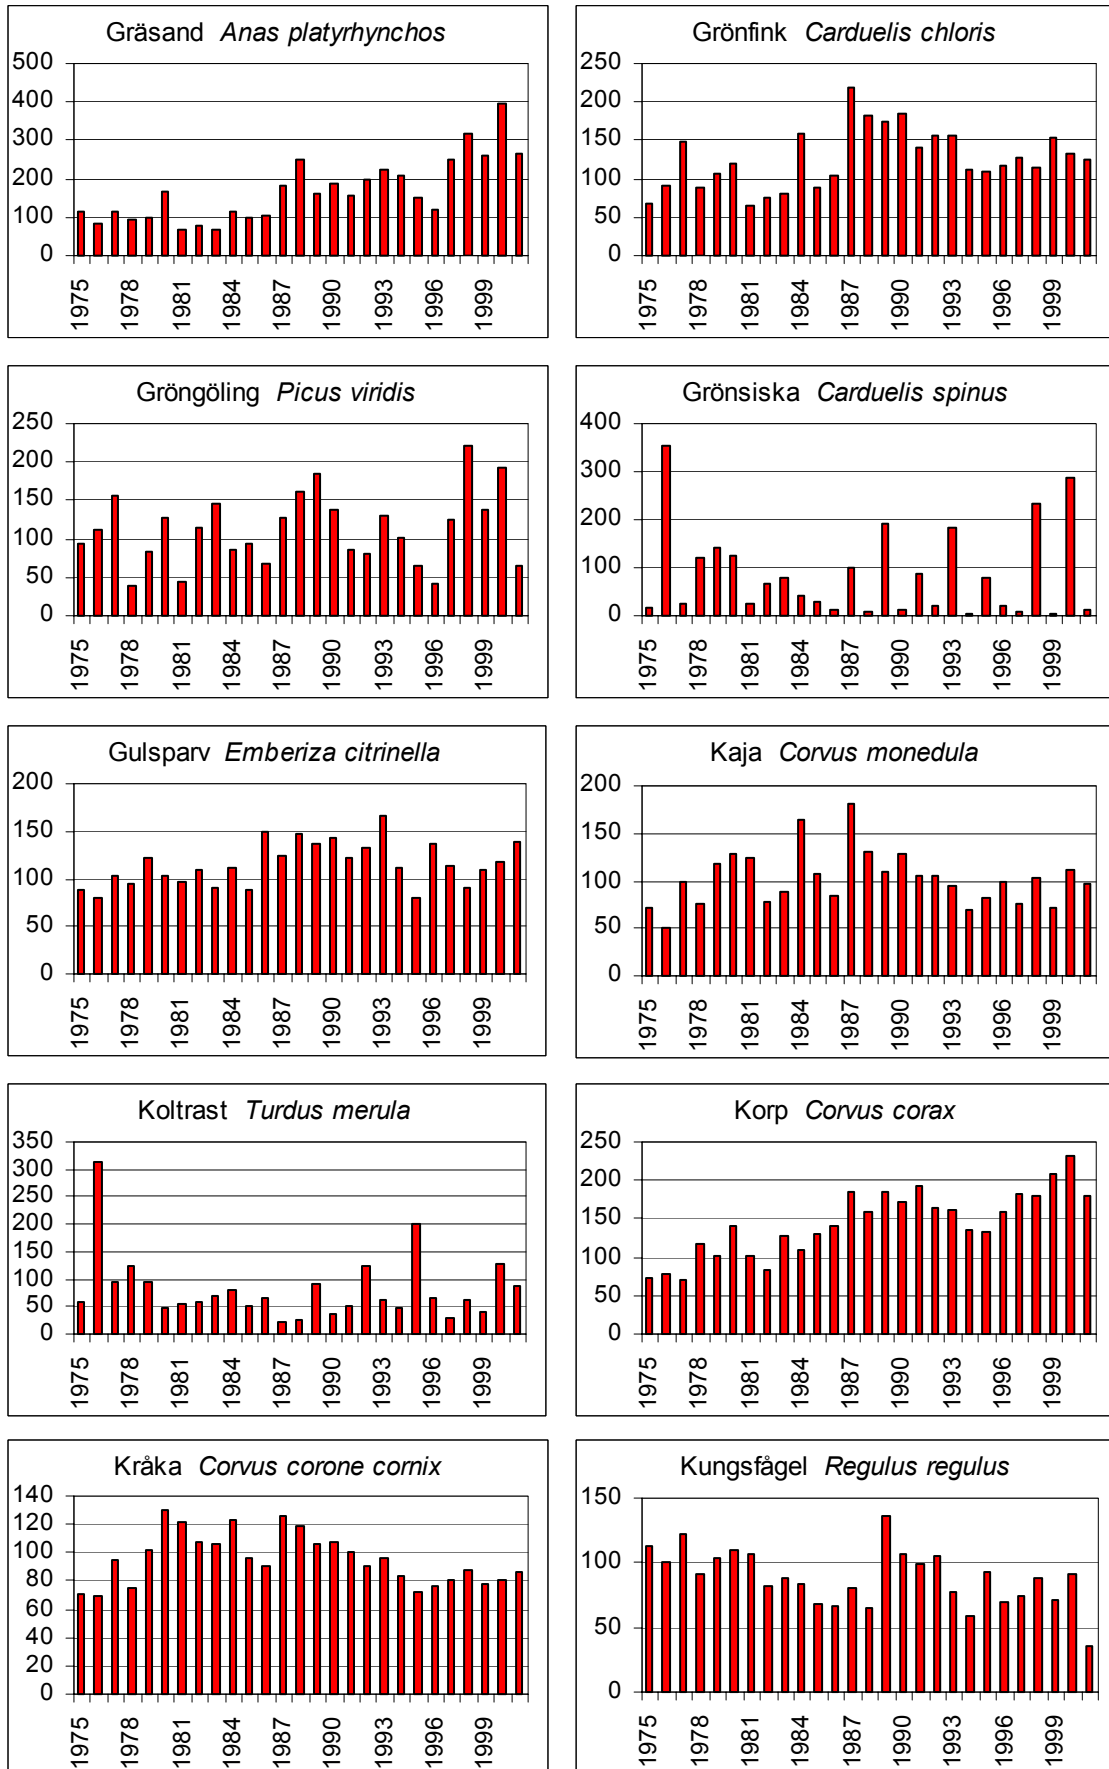 Gräsand Anas platyrhynchos
500
400
300
200
100
0
1975 1978 1981 1984 1987 1990 1993 1996 1999
Grönfink Carduelis chloris
250
200
150
100
50
0
1975 1978 1981 1984 1987 1990 1993 1996 1999
Gröngöling Picus viridis
250
200
150
100
50
0
1975 1978 1981 1984 1987 1990 1993 1996 1999
Grönsiska Carduelis spinus
400
300
200
100
0
1975 1978 1981 1984 1987 1990 1993 1996 1999
Gulsparv Emberiza citrinella
200
150
100
50
0
1975 1978 1981 1984 1987 1990 1993 1996 1999
Kaja Corvus monedula
200
150
100
50
0
1975 1978 1981 1984 1987 1990 1993 1996 1999
Koltrast Turdus merula
350
300
250
200
150
100
50
0
1975 1978 1981 1984 1987 1990 1993 1996 1999
Korp Corvus corax
250
200
150
100
50
0
1975 1978 1981 1984 1987 1990 1993 1996 1999
Kråka Corvus corone cornix
140
120
100
80
60
40
20
0
1975 1978 1981 1984 1987 1990 1993 1996 1999
Kungsfågel Regulus regulus
150
100
50
0
1975 1978 1981 1984 1987 1990 1993 1996 1999